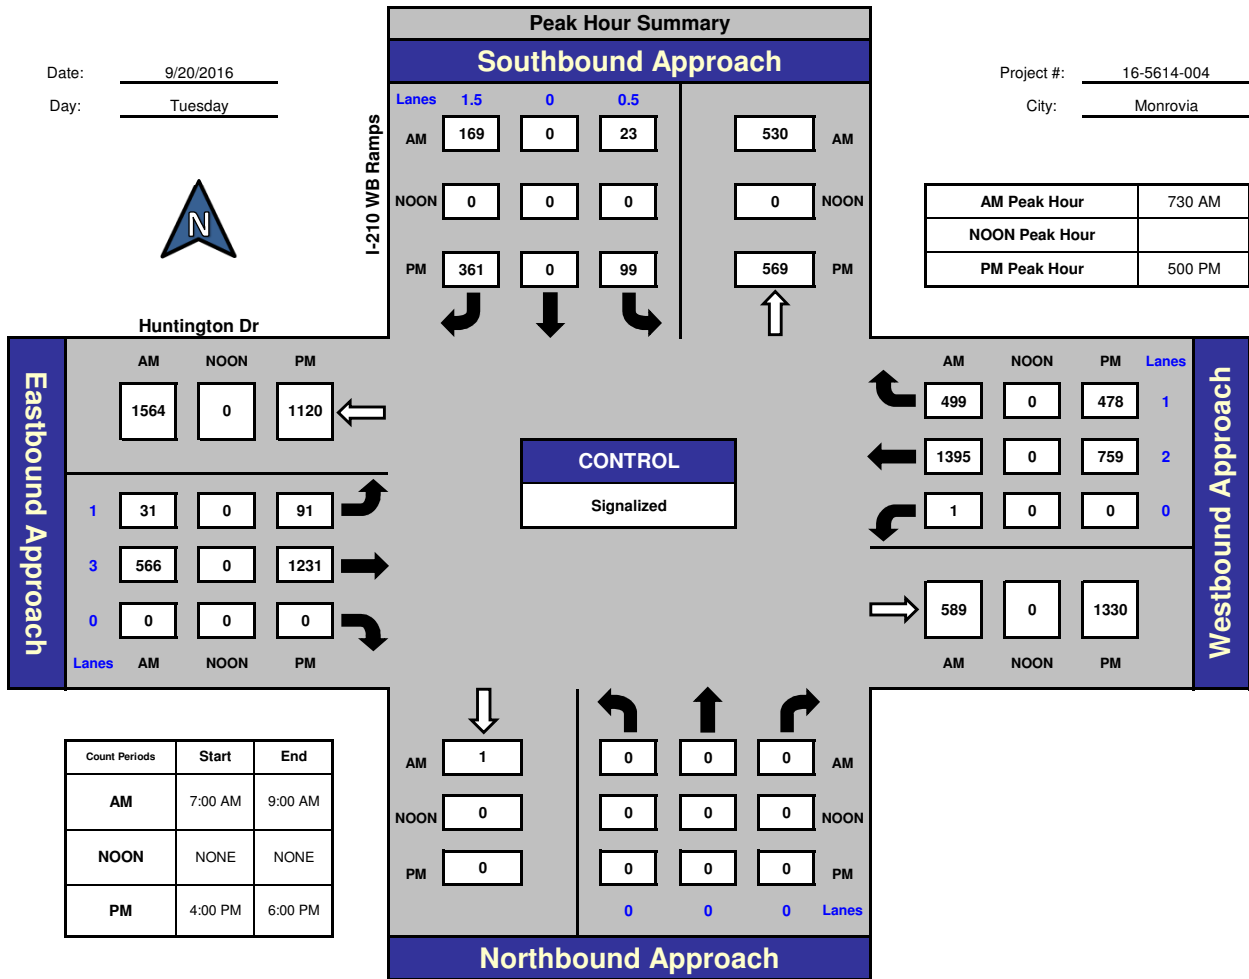 Peak Hour Summary
Southbound Approach
Date: 9/20/2016
Day: Tuesday
Project #: 16-5614-004
City: Monrovia
N
I-210 WB Ramps
Lanes 1.5 0 0.5
AM 169 0 23 530 AM
NOON 0 0 0 0 NOON
PM 361 0 99 569 PM
AM Peak Hour 730 AM
NOON Peak Hour
PM Peak Hour 500 PM
Huntington Dr
Eastbound Approach
AM NOON PM
1564 0 1120
1 31 0 91
3 566 0 1231
0 0 0 0
Lanes AM NOON PM
CONTROL
Signalized
AM NOON PM Lanes
499 0 478 1
1395 0 759 2
1 0 0 0
589 0 1330
AM NOON PM
Westbound Approach
Count Periods Start End
AM 7:00 AM 9:00 AM
NOON NONE NONE
PM 4:00 PM 6:00 PM
AM 1 0 0 0 AM
NOON 0 0 0 0 NOON
PM 0 0 0 0 PM
0 0 0 Lanes
Northbound Approach